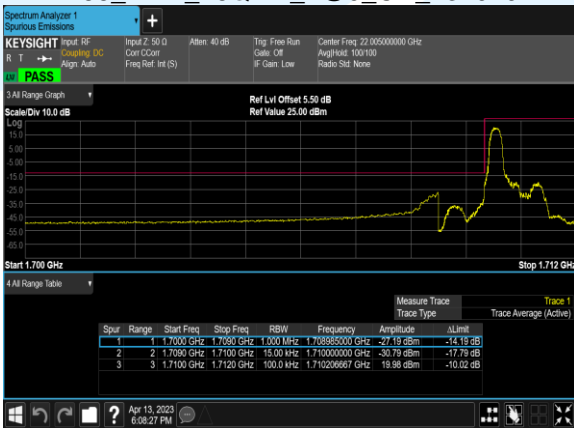 Spectrum Analyzer 1
Spurious Emissions
+
KEYSIGHT Input: RF Input Z: 50 Ω Atten: 40 dB Trig: Free Run Center Freq: 22.005000000 GHz
R T Coupling: DC Corr CCorr Gate: Off Avg|Hold: 100/100
Align: Auto Freq Ref: Int (S) IF Gain: Low Radio Std: None
PASS
3 All Range Graph
Ref Lvl Offset 5.50 dB
Scale/Div 10.0 dB Ref Value 25.00 dBm
Log
15.0
5.00
-5.00
-15.0
-25.0
-35.0
-45.0
-55.0
-65.0
Start 1.700 GHz Stop 1.712 GHz
4 All Range Table
Measure Trace Trace 1
Trace Type Trace Average (Active)
Spur Range Start Freq Stop Freq RBW Frequency Amplitude ΔLimit
1 1 1.7000 GHz 1.7090 GHz 1.000 MHz 1.708985000 GHz -27.19 dBm -14.19 dB
2 2 1.7090 GHz 1.7100 GHz 15.00 kHz 1.710000000 GHz -30.79 dBm -17.79 dB
3 3 1.7100 GHz 1.7120 GHz 100.0 kHz 1.710206667 GHz 19.98 dBm -10.02 dB
? Apr 13, 2023
6:08:27 PM